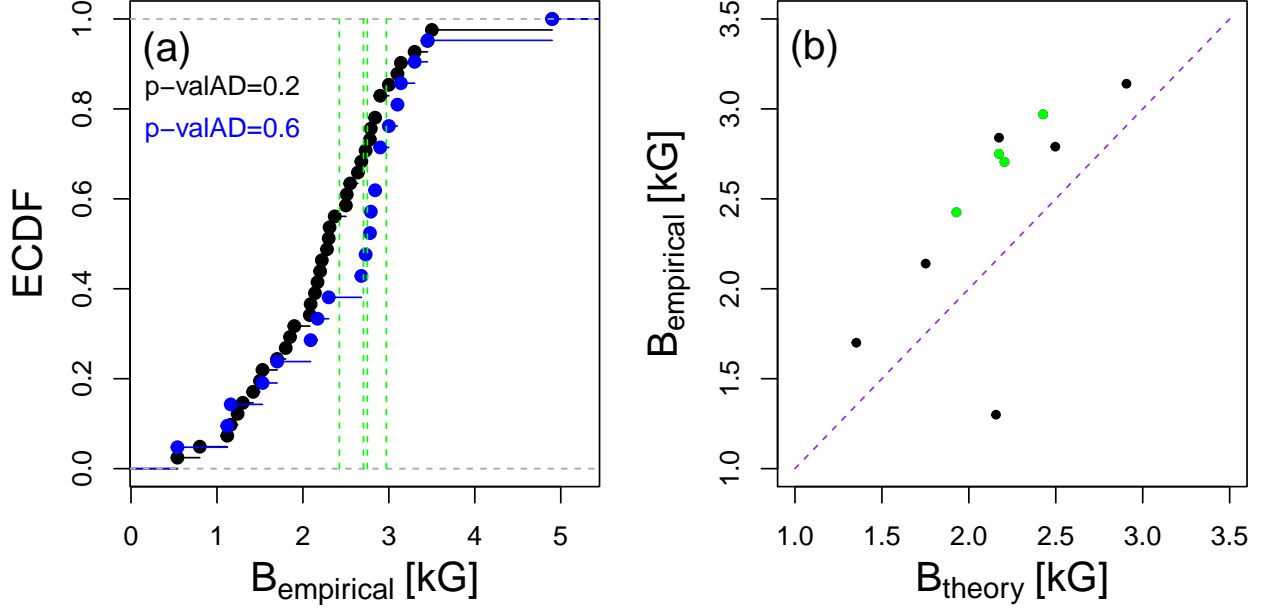 (a)
p−valAD=0.2
p−valAD=0.6
ECDF
1.0
0.8
0.6
0.4
0.2
0.0
0 1 2 3 4 5
B_empirical [kG]
(b)
B_empirical [kG]
3.5
3.0
2.5
2.0
1.5
1.0
1.0 1.5 2.0 2.5 3.0 3.5
B_theory [kG]